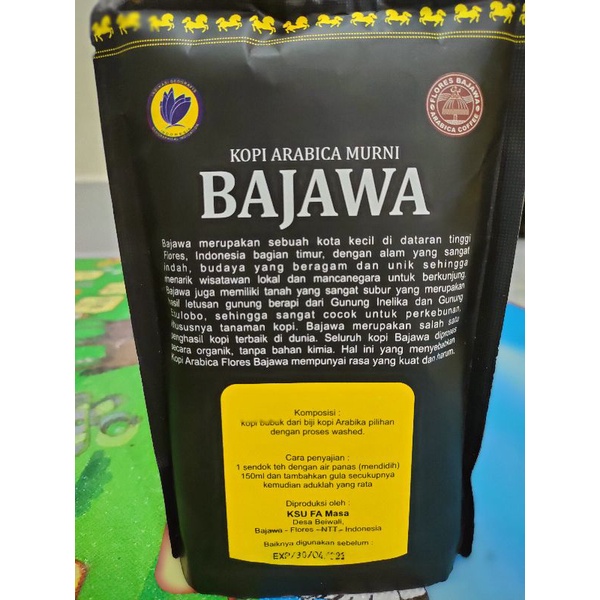 FLORES BAJAWA
ARABICA COFFEE
KOPI ARABICA MURNI
BAJAWA
Bajawa merupakan sebuah kota kecil di dataran tinggi
Flores, Indonesia bagian timur, dengan alam yang sangat
indah, budaya yang beragam dan unik sehingga
menarik wisatawan lokal dan mancanegara untuk berkunjung.
Bajawa juga memiliki tanah yang sangat subur yang merupakan
hasil letusan gunung berapi dari Gunung Inelika dan Gunung
sehingga sangat cocok untuk perkebunan,
khususnya tanaman kopi. Bajawa merupakan salah satu
penghasil kopi terbaik di dunia. Seluruh kopi Bajawa diproses
secara organik, tanpa bahan kimia. Hal ini yang menyebabkan
Kopi Arabica Flores Bajawa mempunyai rasa yang kuat dan harum.
Komposisi :
kopi bubuk dari biji kopi Arabika pilihan
dengan proses washed.
Cara penyajian :
1 sendok teh dengan air panas (mendidih)
150ml dan tambahkan gula secukupnya
kemudian aduklah yang rata
Diproduksi oleh :
KSU FA Masa
Desa Beiwali,
Bajawa - Flores -NTT.- Indonesia
Baiknya digunakan sebelum :